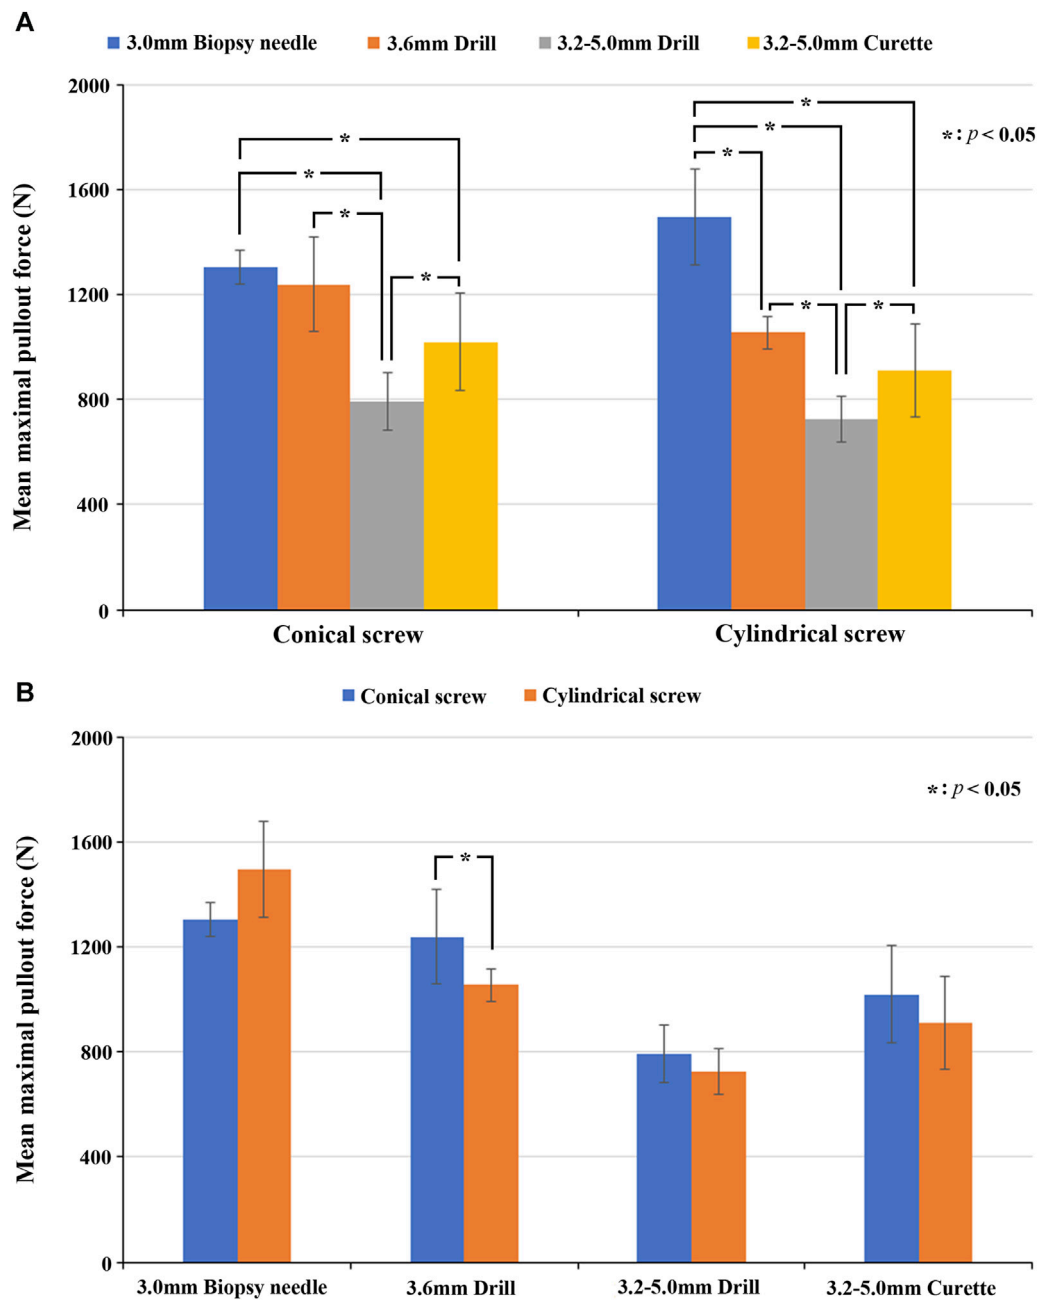 A
3.0mm Biopsy needle 3.6mm Drill 3.2-5.0mm Drill 3.2-5.0mm Curette
Mean maximal pullout force (N)
2000
1600
1200
800
400
0
*: p < 0.05
*
*
*
*
*
*
*
*
*
Conical screw Cylindrical screw
B
Conical screw Cylindrical screw
Mean maximal pullout force (N)
2000
1600
1200
800
400
0
*: p < 0.05
*
3.0mm Biopsy needle 3.6mm Drill 3.2-5.0mm Drill 3.2-5.0mm Curette